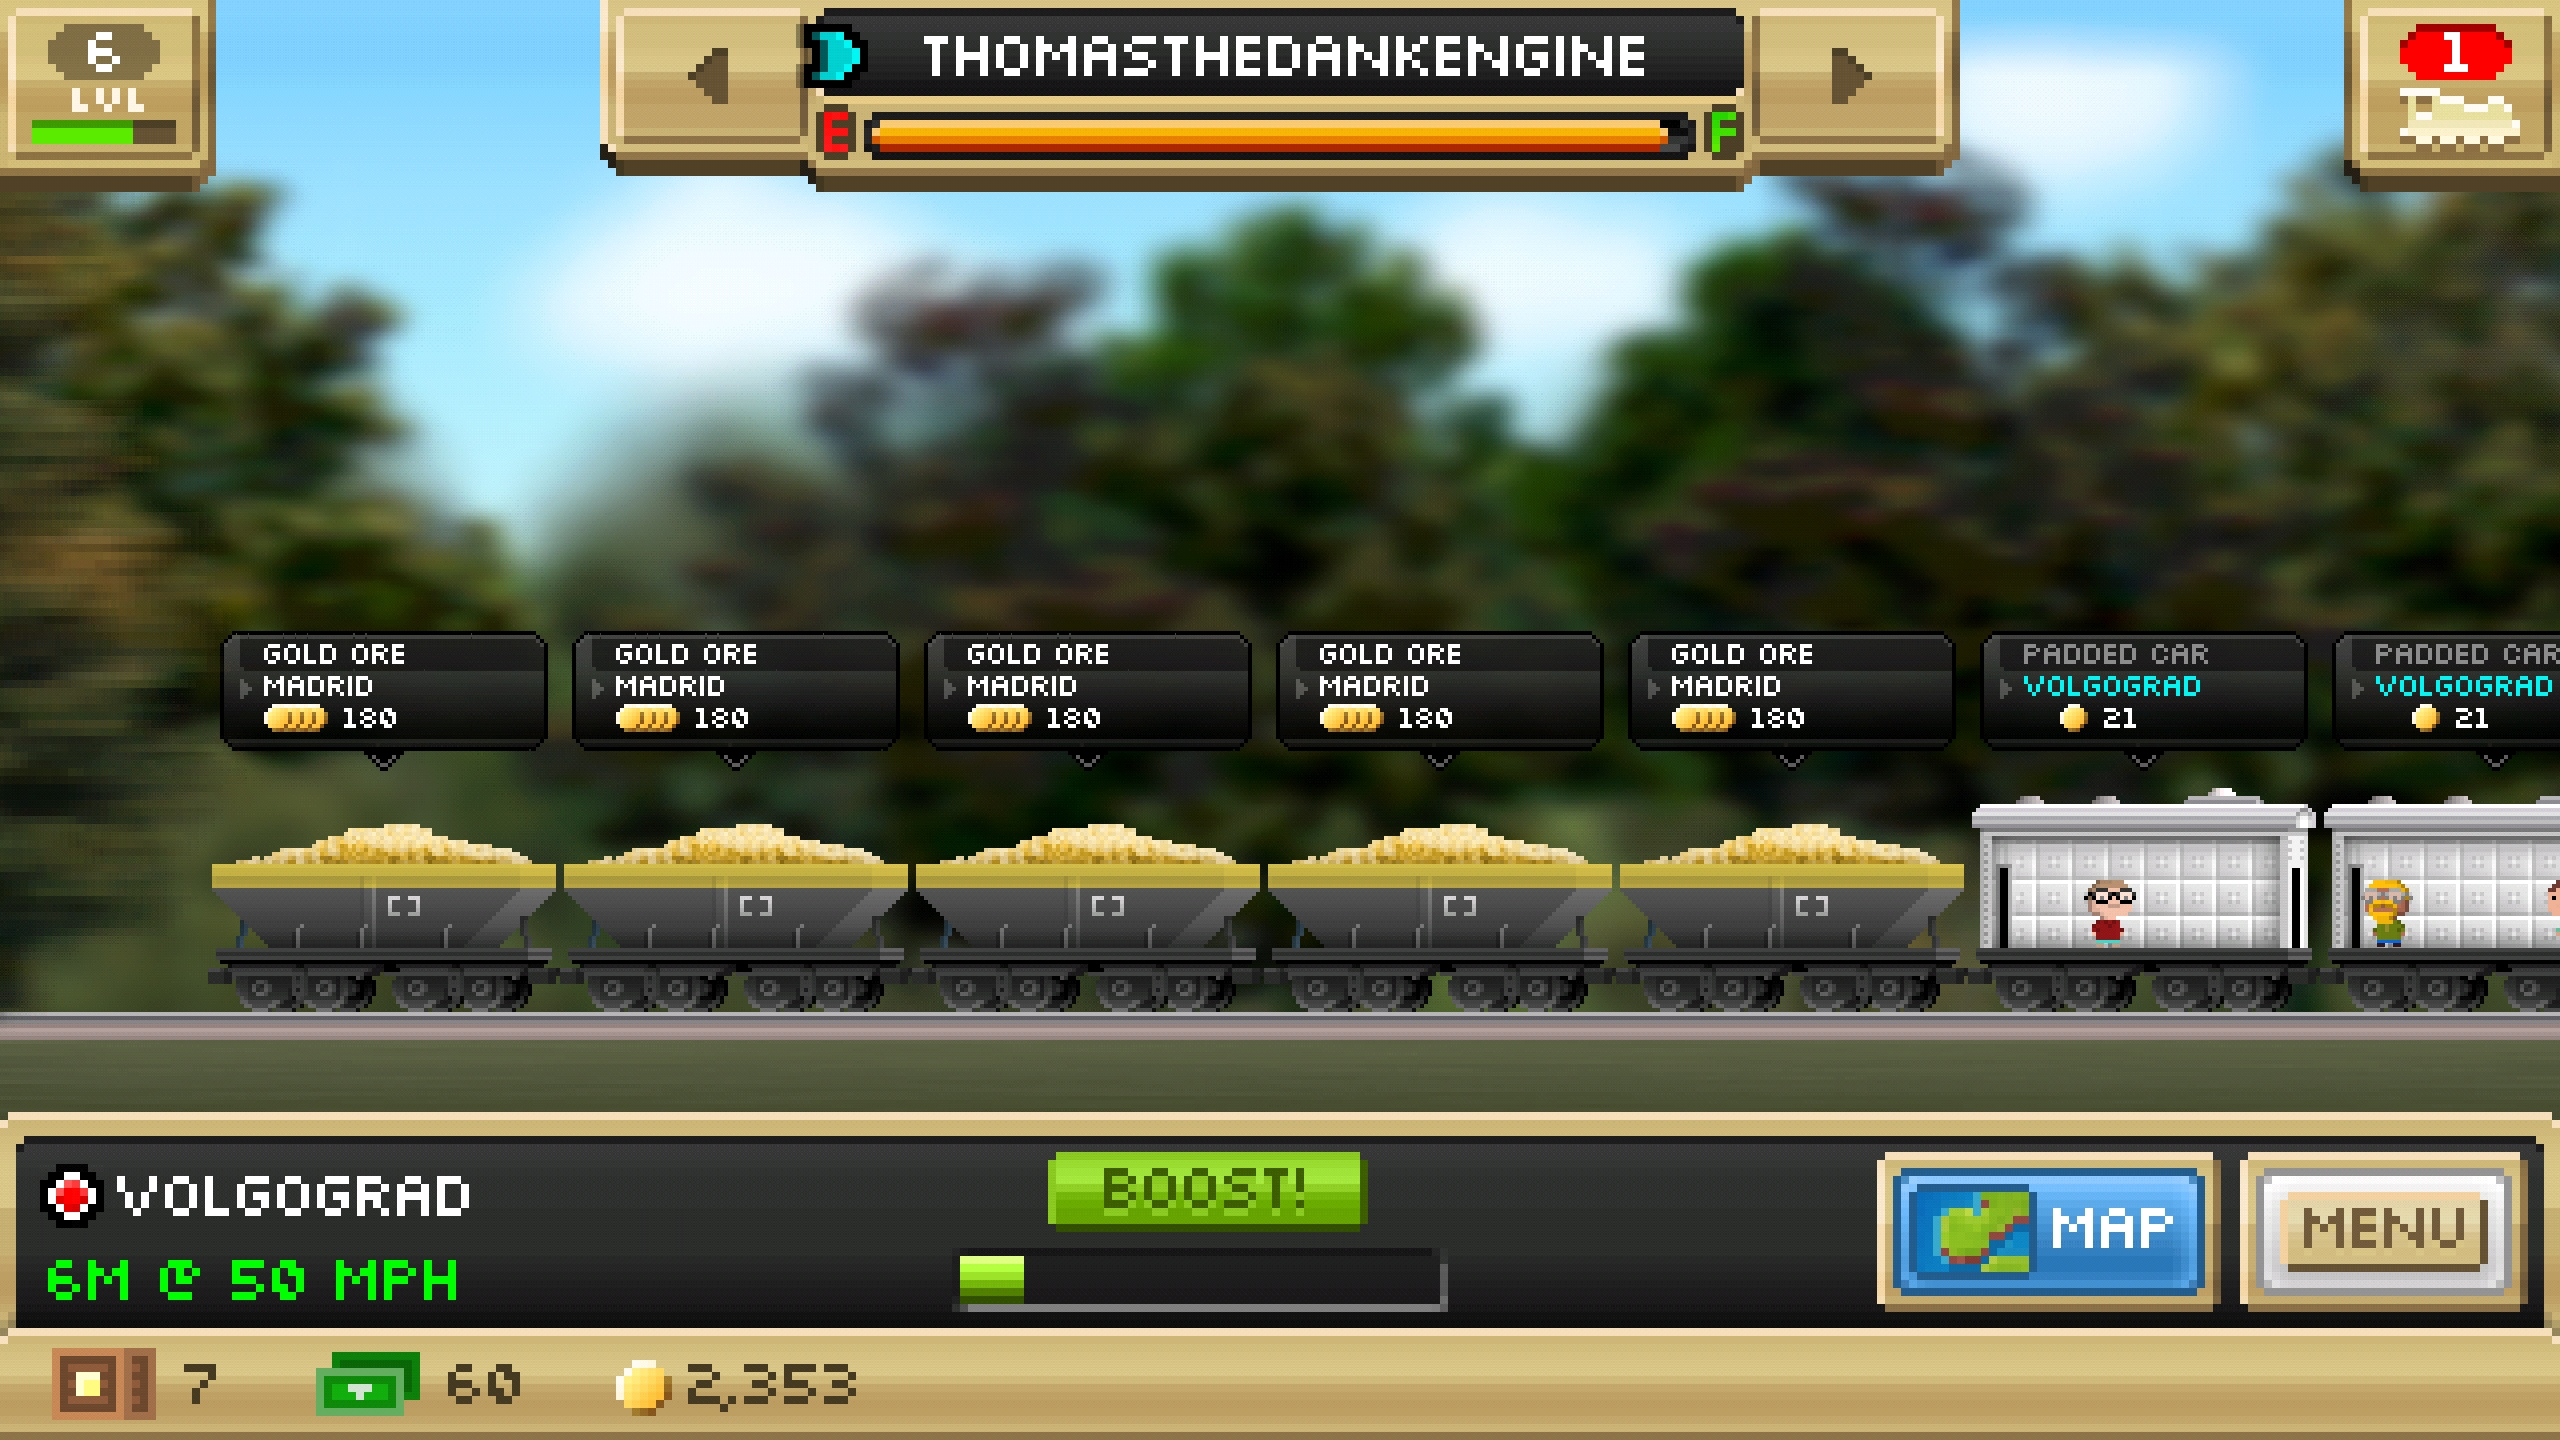 6
LVL
THOMASTHEDANKENGINE
E F
1
GOLD ORE
MADRID
180
GOLD ORE
MADRID
180
GOLD ORE
MADRID
180
GOLD ORE
MADRID
180
GOLD ORE
MADRID
180
PADDED CAR
VOLGOGRAD
21
PADDED CAR
VOLGOGRAD
21
VOLGOGRAD
6M @ 50 MPH
BOOST!
MAP
MENU
7
60
2,353